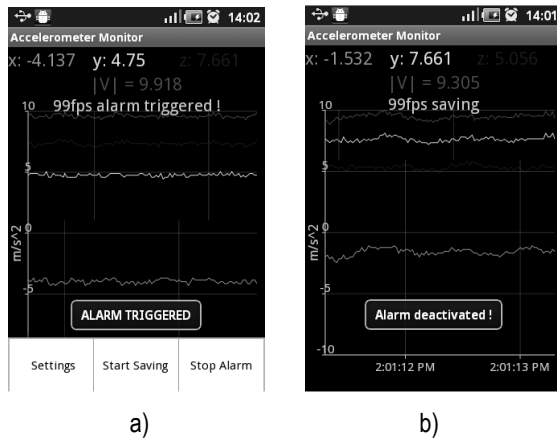 14:02
Accelerometer Monitor
x: -4.137 y: 4.75 z: 7.661
|V| = 9.918
99fps alarm triggered !
10
5
0
-5
m/s^2
ALARM TRIGGERED
Settings Start Saving Stop Alarm
a)
14:01
Accelerometer Monitor
x: -1.532 y: 7.661 z: 5.056
|V| = 9.305
99fps saving
10
5
0
-5
-10
m/s^2
Alarm deactivated !
2:01:12 PM 2:01:13 PM
b)